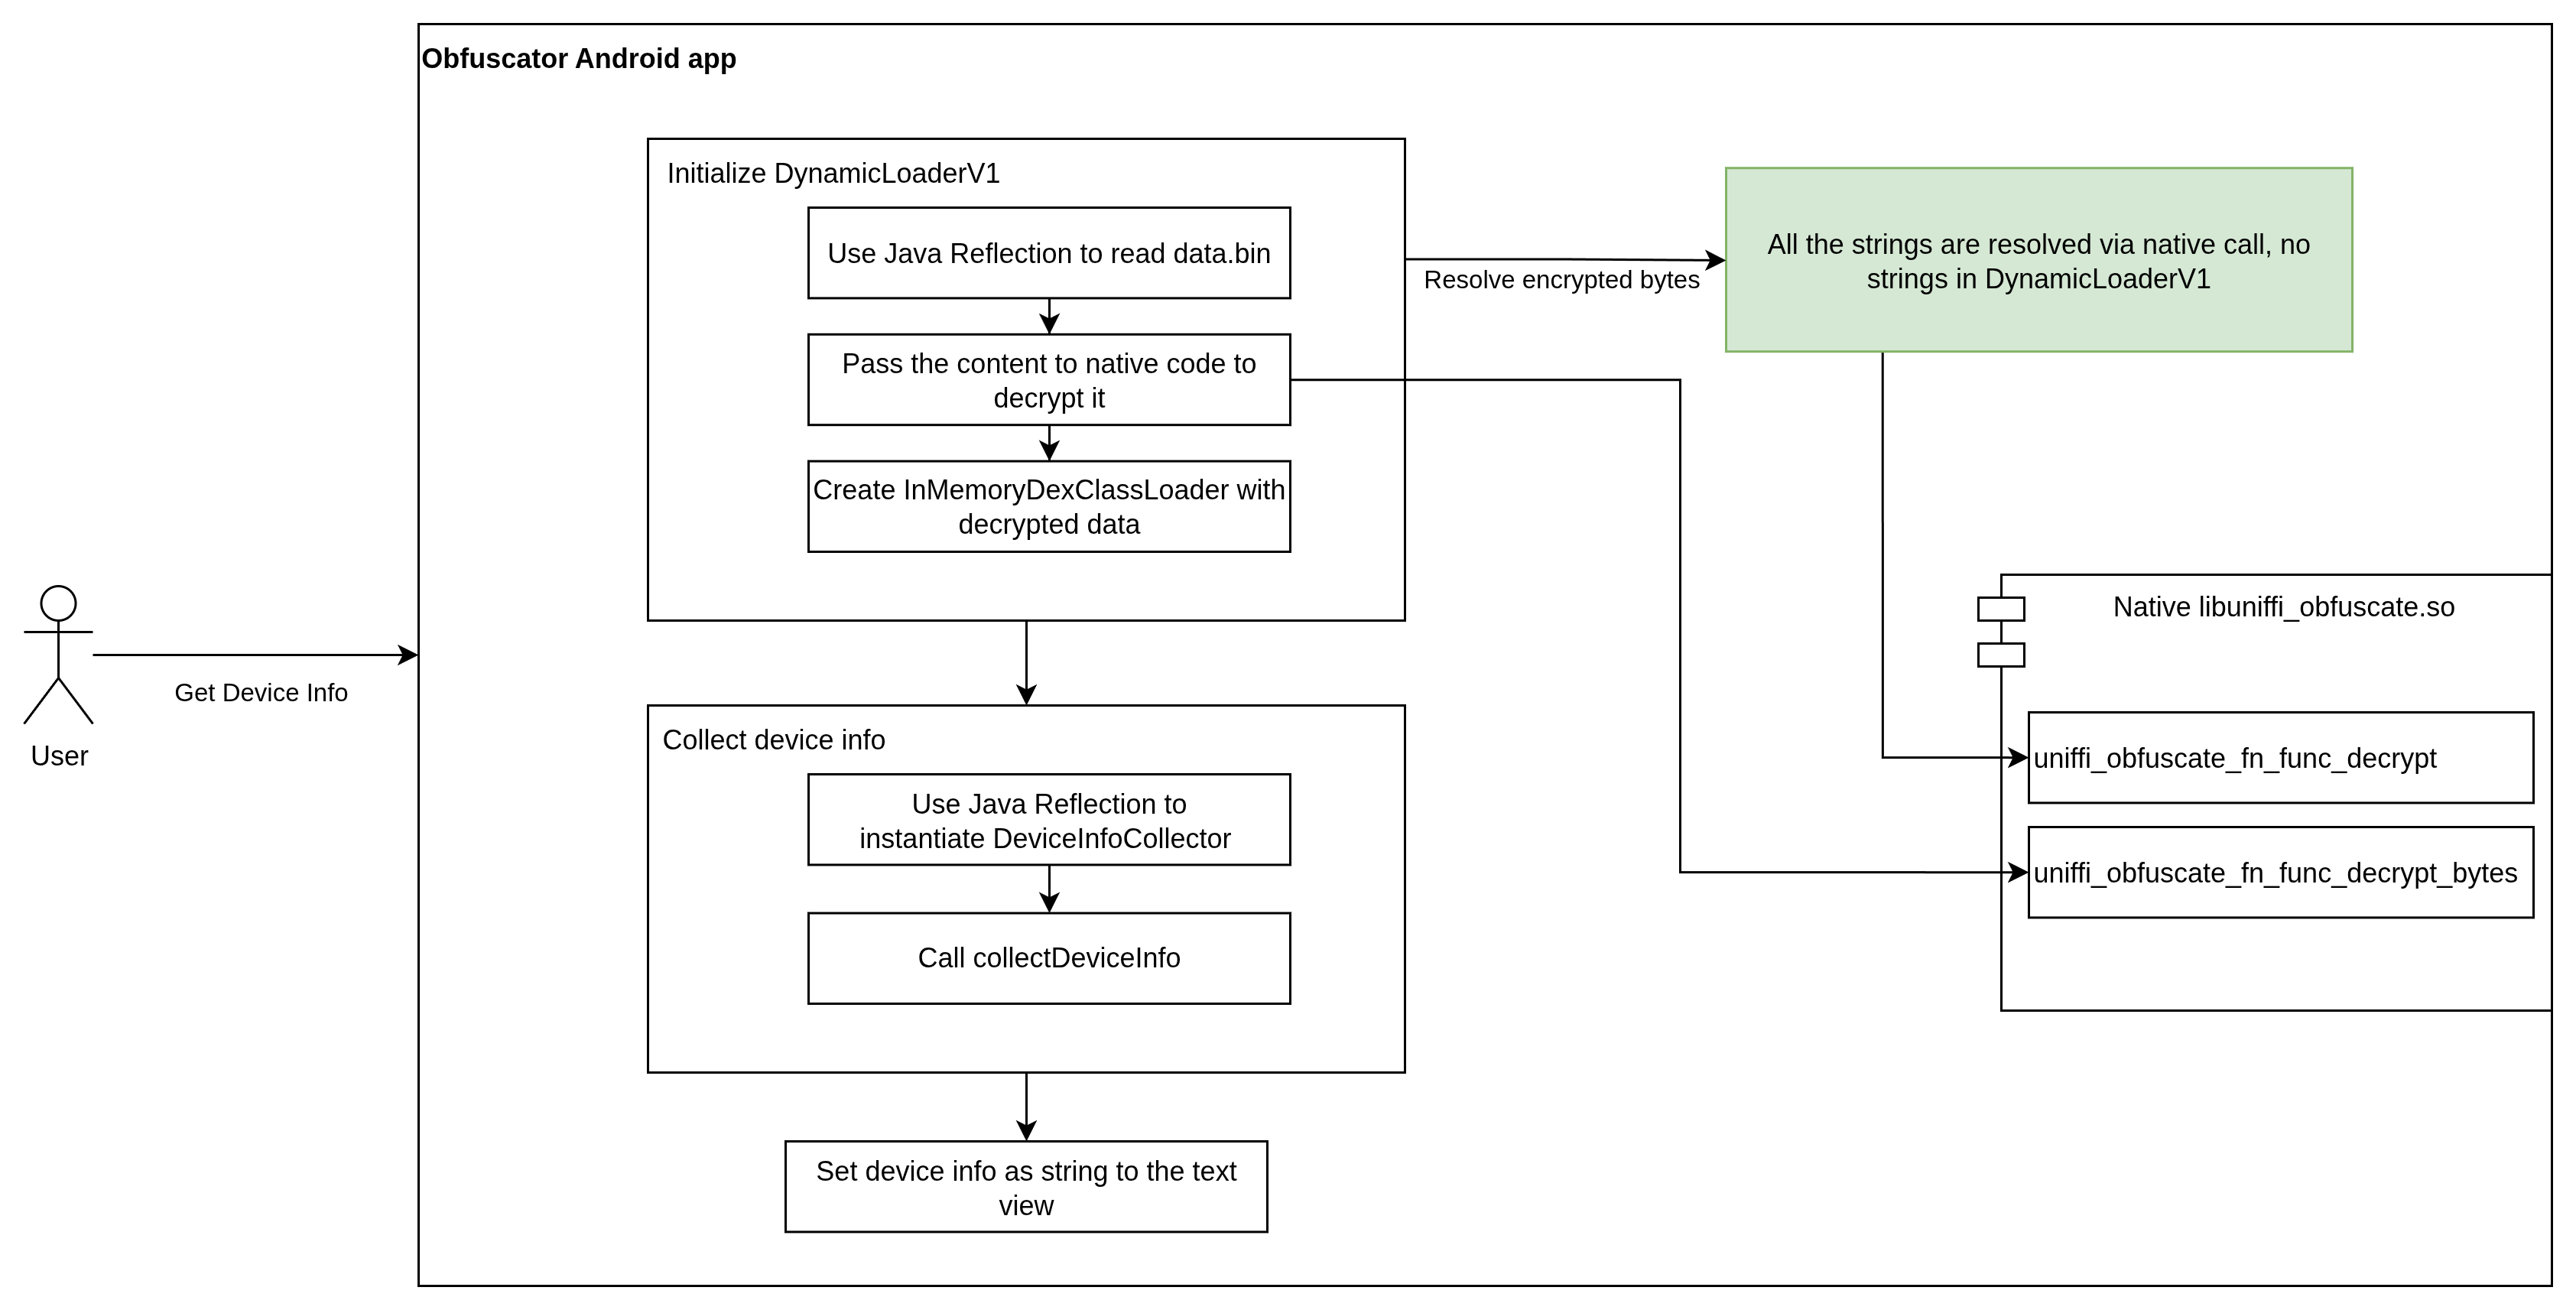 Obfuscator Android app
Initialize DynamicLoaderV1
Use Java Reflection to read data.bin
Pass the content to native code to
decrypt it
Create InMemoryDexClassLoader with
decrypted data
Resolve encrypted bytes
All the strings are resolved via native call, no
strings in DynamicLoaderV1
Get Device Info
User
Native libuniffi_obfuscate.so
uniffi_obfuscate_fn_func_decrypt
uniffi_obfuscate_fn_func_decrypt_bytes
Collect device info
Use Java Reflection to
instantiate DeviceInfoCollector
Call collectDeviceInfo
Set device info as string to the text
view